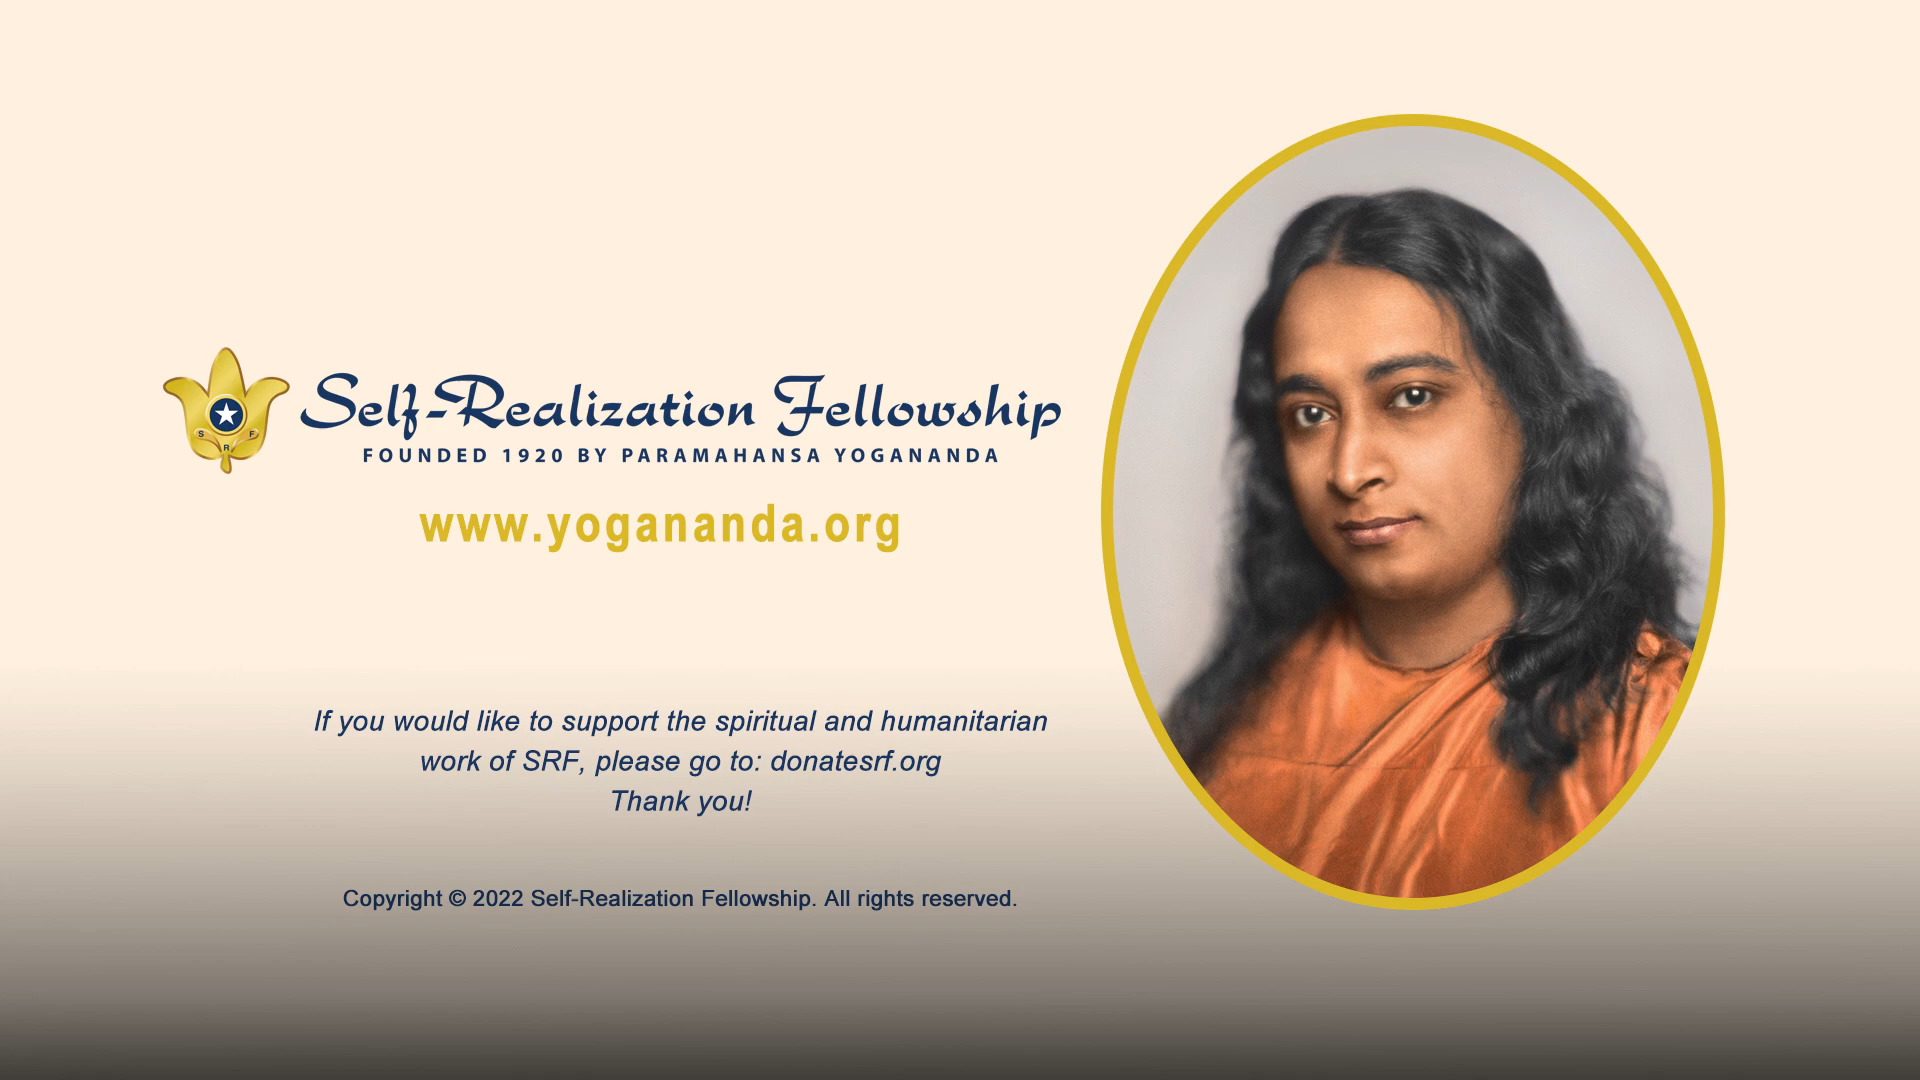 Self-Realization Fellowship
S R F
FOUNDED 1920 BY PARAMAHANSA YOGANANDA
www.yogananda.org
If you would like to support the spiritual and humanitarian
work of SRF, please go to: donatesrf.org
Thank you!
Copyright © 2022 Self-Realization Fellowship. All rights reserved.